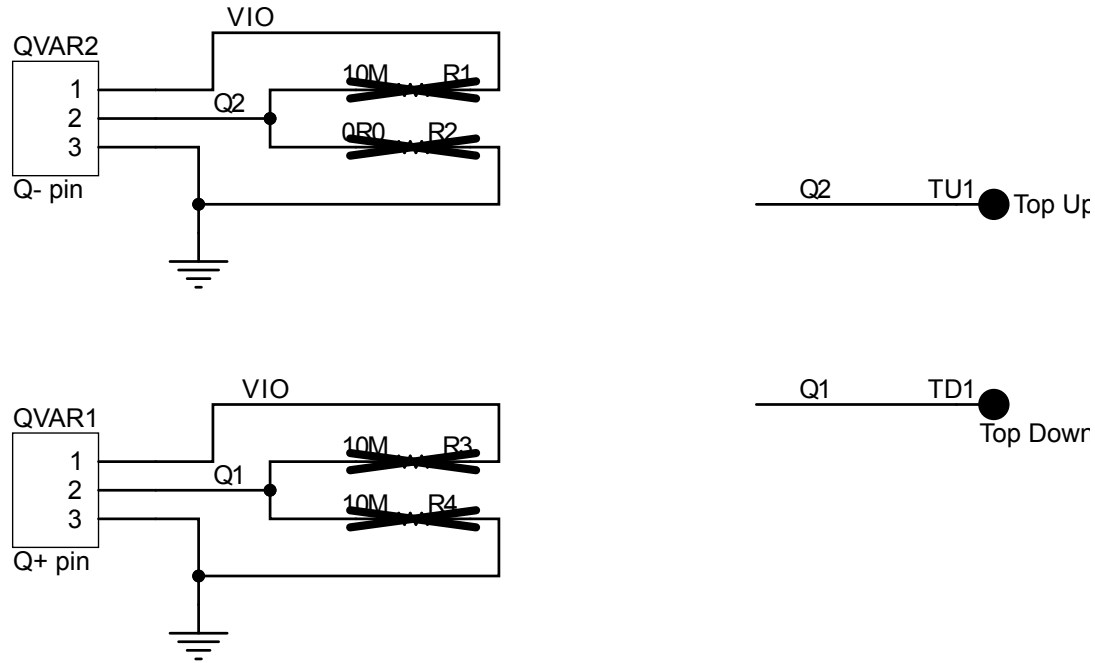 VIO
QVAR2
1
10M R1
Q2
2
0R0 R2
3
Q- pin
Q2 TU1
Top Up
VIO
QVAR1
1
10M R3
Q1
2
10M R4
3
Q+ pin
Q1 TD1
Top Down